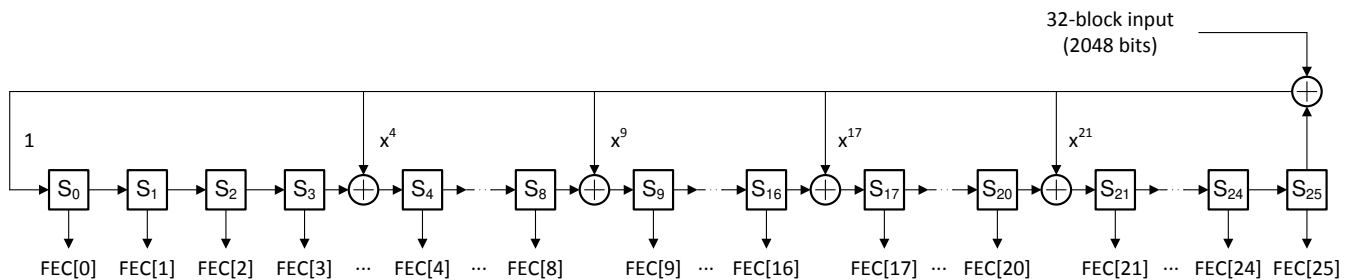 32-block input
(2048 bits)
1 x⁴ x⁹ x¹⁷ x²¹
S₀ S₁ S₂ S₃ S₄ S₈ S₉ S₁₆ S₁₇ S₂₀ S₂₁ S₂₄ S₂₅
FEC[0] FEC[1] FEC[2] FEC[3] ... FEC[4] ... FEC[8] FEC[9] ... FEC[16] FEC[17] ... FEC[20] FEC[21] ... FEC[24] FEC[25]